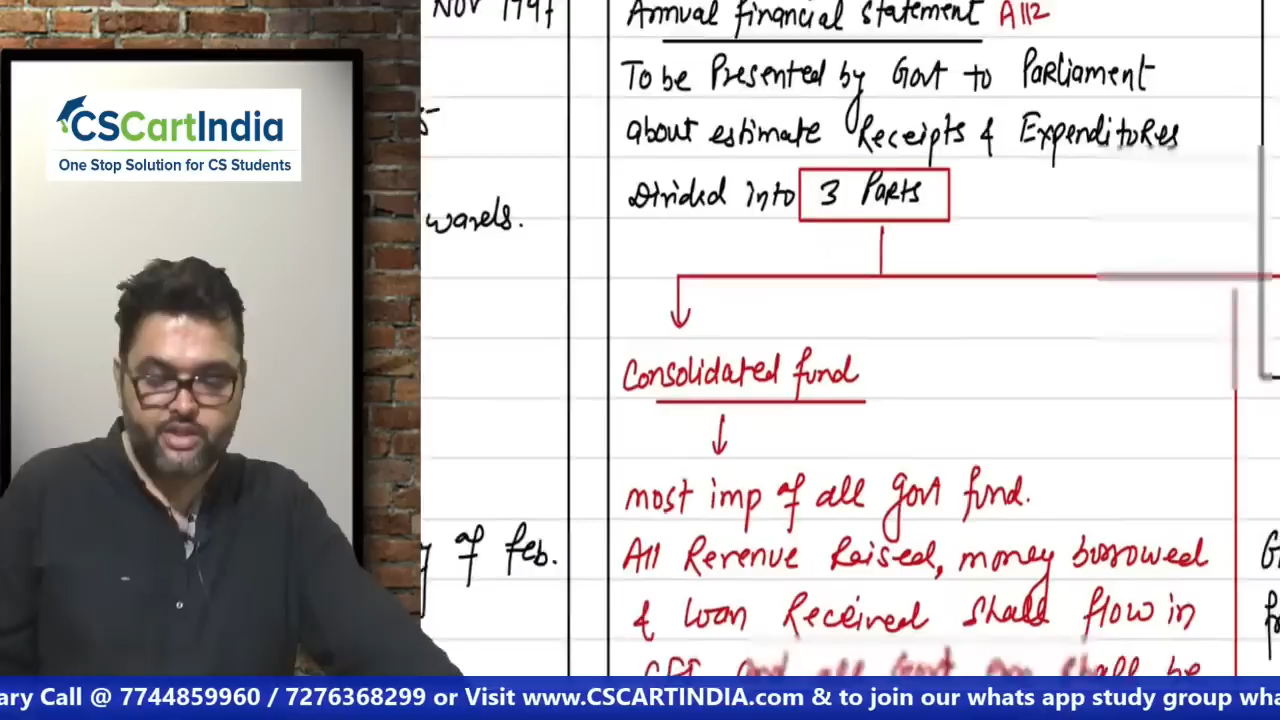 Nov 1947
Annual financial statement A112
To be Presented by Govt to Parliament
about estimate Receipts & Expenditures
Divided into 3 Parts
CSCartIndia
One Stop Solution for CS Students
wards.
Consolidated fund
most imp of all govt fund.
of feb.
All Revenue Raised, money borrowed
& loan Received shall flow in
shall be
ary Call @ 7744859960 / 7276368299 or Visit www.CSCARTINDIA.com & to join our whats app study group wha